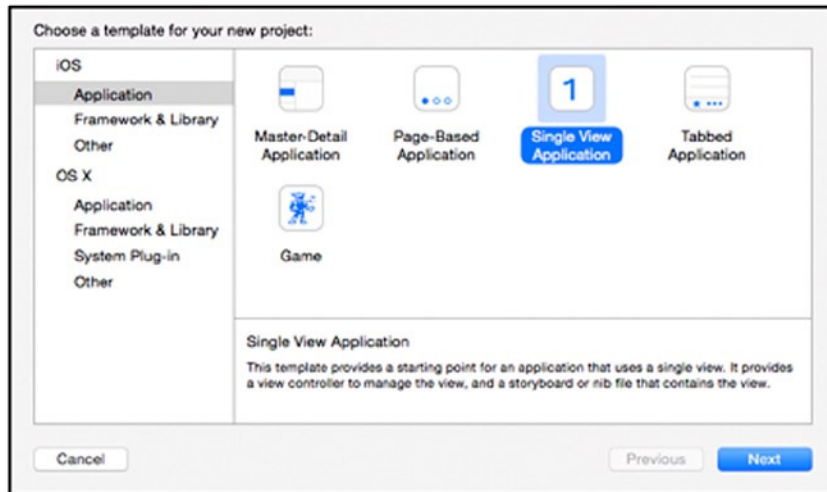 Choose a template for your new project:
iOS
Application
Framework & Library
Other
OS X
Application
Framework & Library
System Plug-in
Other
Master-Detail
Application
Page-Based
Application
1
Single View
Application
Tabbed
Application
Game
Single View Application
This template provides a starting point for an application that uses a single view. It provides
a view controller to manage the view, and a storyboard or nib file that contains the view.
Cancel
Previous
Next